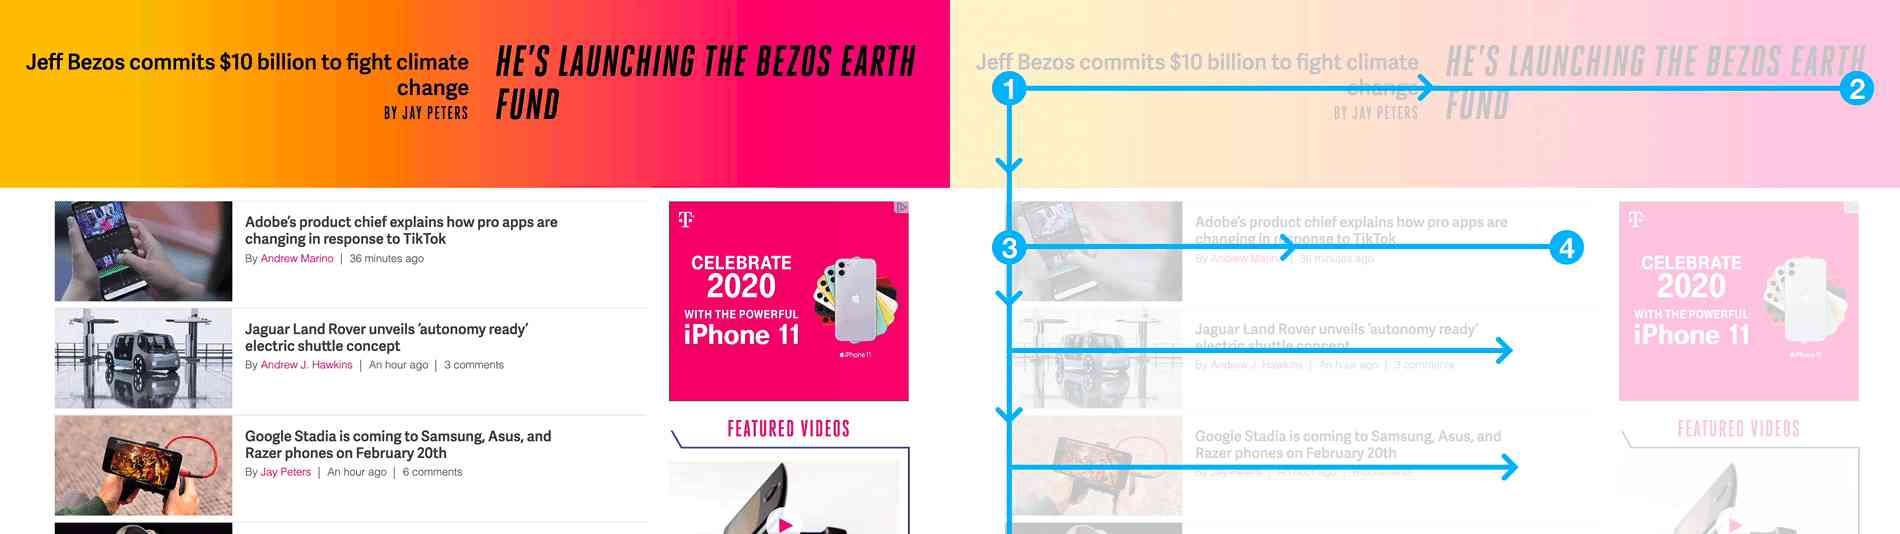 Jeff Bezos commits $10 billion to fight climate
change
BY JAY PETERS
HE'S LAUNCHING THE BEZOS EARTH
FUND
Adobe's product chief explains how pro apps are
changing in response to TikTok
By Andrew Marino | 36 minutes ago
Jaguar Land Rover unveils 'autonomy ready'
electric shuttle concept
By Andrew J. Hawkins | An hour ago | 3 comments
Google Stadia is coming to Samsung, Asus, and
Razer phones on February 20th
By Jay Peters | An hour ago | 6 comments
T
CELEBRATE
2020
WITH THE POWERFUL
iPhone 11
iPhone 11
FEATURED VIDEOS
Jeff Bezos commits $10 billion to fight climate
change
BY JAY PETERS
HE'S LAUNCHING THE BEZOS EARTH
FUND
1
2
Adobe's product chief explains how pro apps are
changing in response to TikTok
By Andrew Marino | 36 minutes ago
3
4
Jaguar Land Rover unveils 'autonomy ready'
electric shuttle concept
By Andrew J. Hawkins | An hour ago | 3 comments
Google Stadia is coming to Samsung, Asus, and
Razer phones on February 20th
By Jay Peters | An hour ago | 6 comments
T
CELEBRATE
2020
WITH THE POWERFUL
iPhone 11
iPhone 11
FEATURED VIDEOS